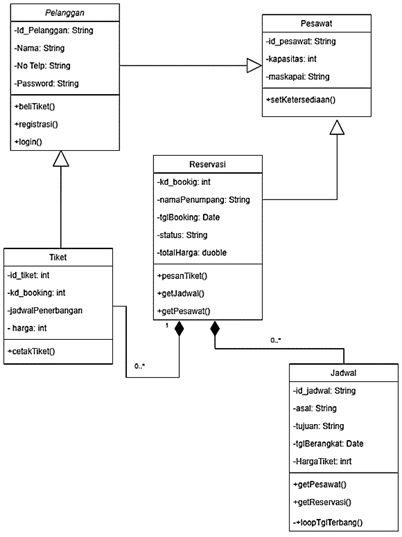 Pelanggan
-Id_Pelanggan: String
-Nama: String
-No Telp: String
-Password: String
+beliTiket()
+registrasi()
+login()
Pesawat
-id_pesawat: String
-kapasitas: int
-maskapai: String
+setKetersediaan()
Reservasi
-kd_bookig: int
-namaPenumpang: String
-tglBooking: Date
-status: String
-totalHarga: duoble
+pesanTiket()
+getJadwal()
+getPesawat()
Tiket
-id_tiket: int
-kd_booking: int
-jadwalPenerbangan
- harga: int
+cetakTiket()
1
0..*
0..*
Jadwal
-id_jadwal: String
-asal: String
-tujuan: String
-tglBerangkat: Date
-HargaTiket: inrt
+getPesawat()
+getReservasi()
-+loopTglTerbang()